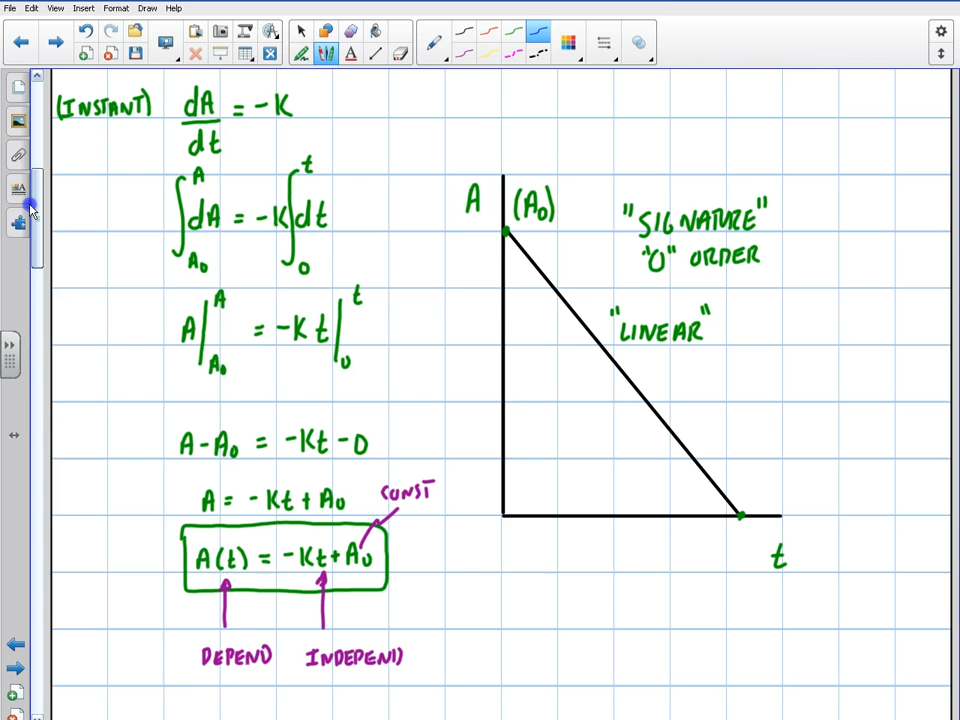 File Edit View Insert Format Draw Help
(INSTANT) dA/dt = -K
∫_{A₀}^{A} dA = -K ∫_{0}^{t} dt
A|_{A₀}^{A} = -K t|_{0}^{t}
A - A₀ = -Kt - 0
A = -Kt + A₀
CONST
A(t) = -Kt + A₀
DEPEND INDEPEND
A (A₀)
"SIGNATURE"
"0" ORDER
"LINEAR"
t